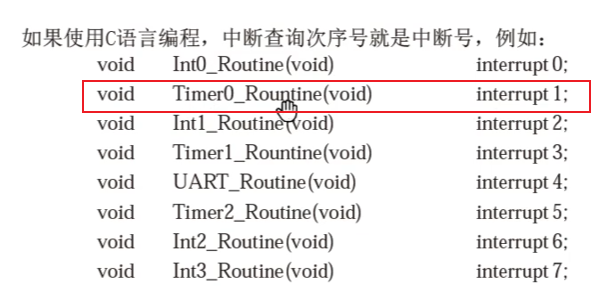 如果使用C语言编程，中断查询次序号就是中断号，例如：
void Int0_Routine(void) interrupt 0;
void Timer0_Rountine(void) interrupt 1;
void Int1_Routine(void) interrupt 2;
void Timer1_Rountine(void) interrupt 3;
void UART_Routine(void) interrupt 4;
void Timer2_Routine(void) interrupt 5;
void Int2_Routine(void) interrupt 6;
void Int3_Routine(void) interrupt 7;